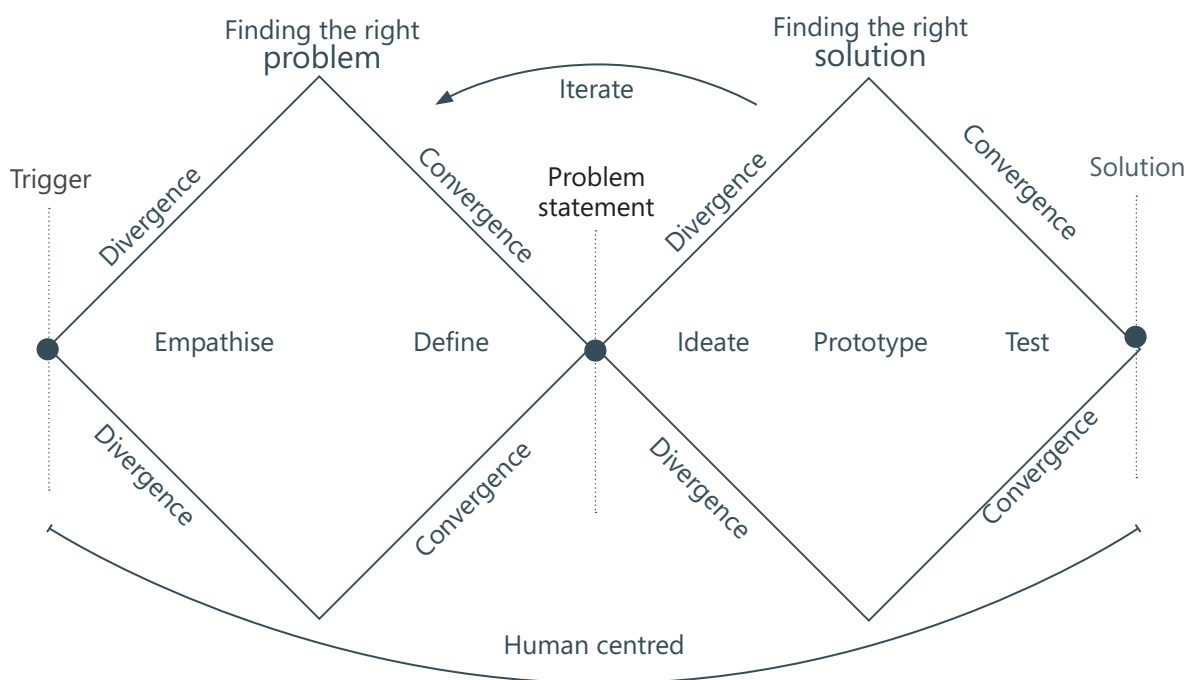 Finding the right
problem
Finding the right
solution
Iterate
Trigger
Divergence
Convergence
Problem
statement
Divergence
Convergence
Solution
Empathise
Define
Ideate
Prototype
Test
Divergence
Convergence
Divergence
Convergence
Human centred